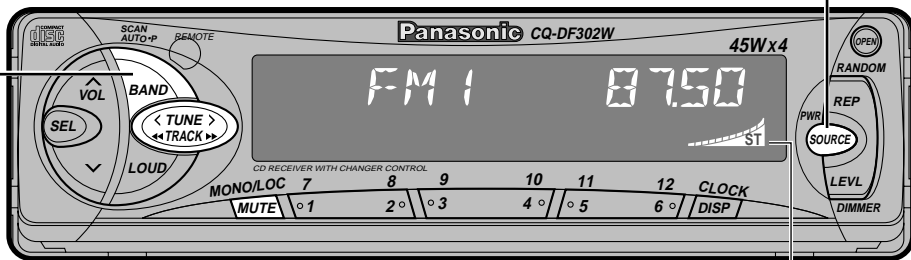 COMPACT
disc
DIGITAL AUDIO
SCAN
AUTO•P
REMOTE
Panasonic CQ-DF302W
45Wx4
OPEN
RANDOM
VOL
BAND
SEL
< TUNE >
◄◄ TRACK ►►
LOUD
FM 1 87.50
ST
REP
PWR
SOURCE
LEVL
DIMMER
CD RECEIVER WITH CHANGER CONTROL
MONO/LOC 7 8 9 10 11 12 CLOCK
MUTE 1 2 3 4 5 6 DISP